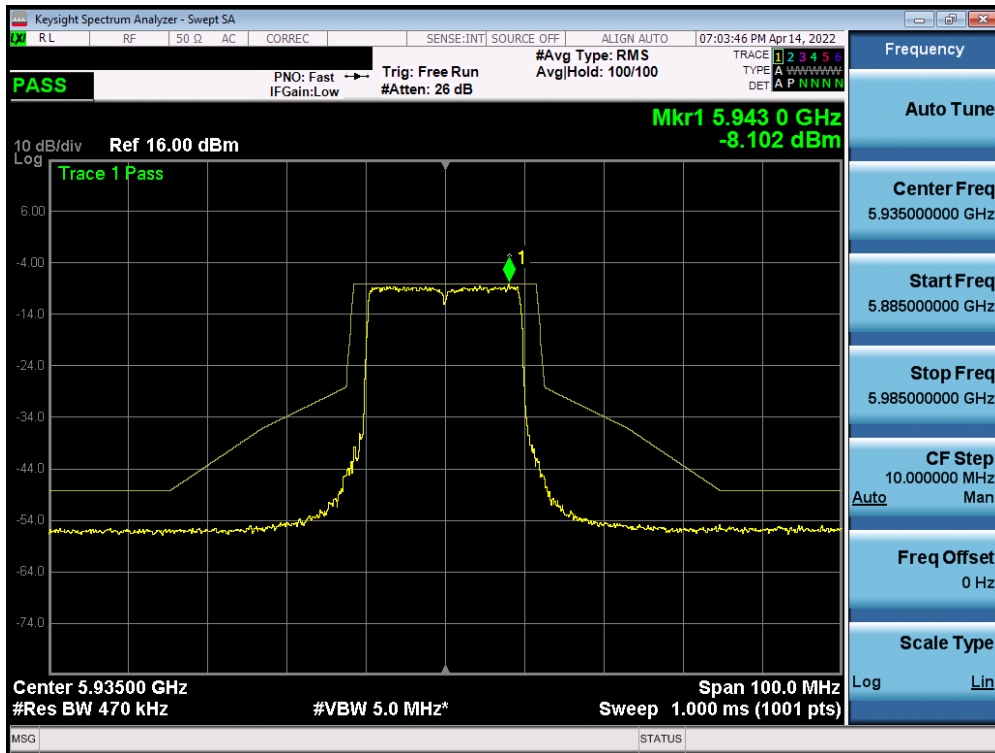 Keysight Spectrum Analyzer - Swept SA
LXI RL RF 50 Ω AC CORREC SENSE:INT SOURCE OFF ALIGN AUTO 07:03:46 PM Apr 14, 2022
PASS
PNO: Fast
IFGain:Low
Trig: Free Run
#Atten: 26 dB
#Avg Type: RMS
Avg|Hold: 100/100
TRACE 1 2 3 4 5 6
TYPE A W W W W W
DET A P N N N N
Mkr1 5.943 0 GHz
-8.102 dBm
10 dB/div Ref 16.00 dBm
Log
Trace 1 Pass
1
6.00
-4.00
-14.0
-24.0
-34.0
-44.0
-54.0
-64.0
-74.0
Center 5.93500 GHz Span 100.0 MHz
#Res BW 470 kHz #VBW 5.0 MHz* Sweep 1.000 ms (1001 pts)
MSG STATUS
Frequency
Auto Tune
Center Freq
5.935000000 GHz
Start Freq
5.885000000 GHz
Stop Freq
5.985000000 GHz
CF Step
10.000000 MHz
Auto Man
Freq Offset
0 Hz
Scale Type
Log Lin